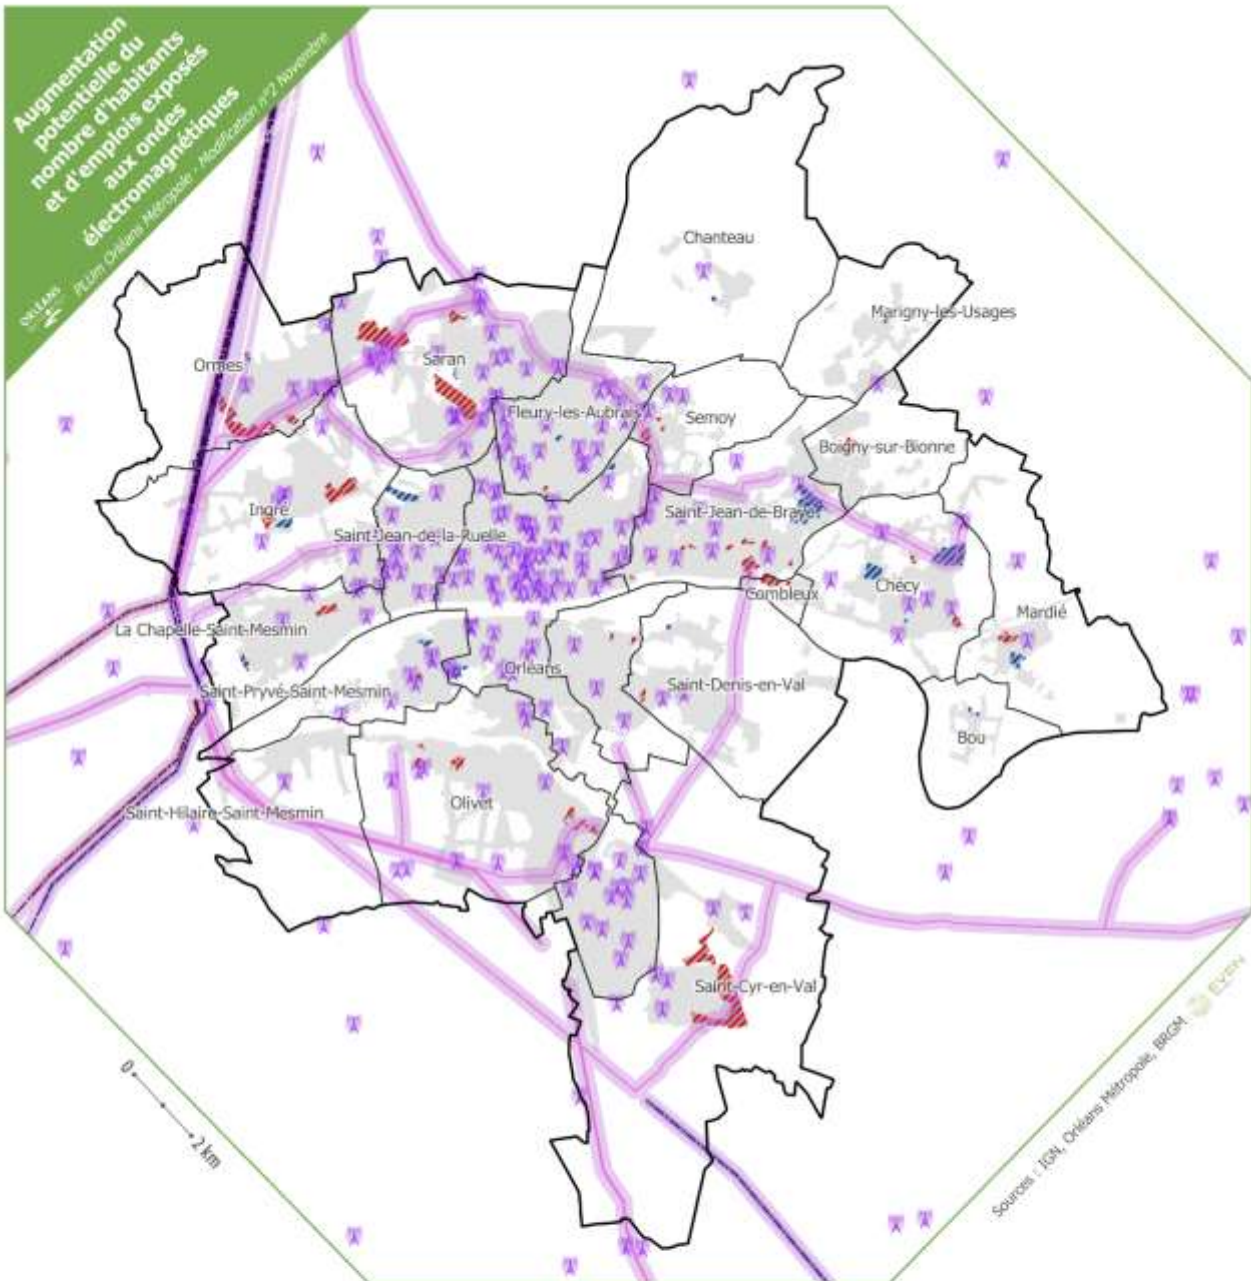 Augmentation
potentielle du
nombre d'habitants
et d'emplois exposés
aux ondes
électromagnétiques
PLUm Orléans Métropole - Modification n°2 Novembre
ORLÉANS
Chanteau
Marigny-les-Usages
Ormes
Saran
Fleury-les-Aubrais
Semoy
Boigny-sur-Bionne
Ingré
Saint-Jean-de-la-Ruelle
Saint-Jean-de-Braye
Chécy
Combleux
Mardié
La Chapelle-Saint-Mesmin
Orléans
Saint-Pryvé-Saint-Mesmin
Saint-Denis-en-Val
Bou
Olivet
Saint-Hilaire-Saint-Mesmin
Saint-Cyr-en-Val
0
2 km
Sources : IGN, Orléans Métropole, BRGM
EVEN